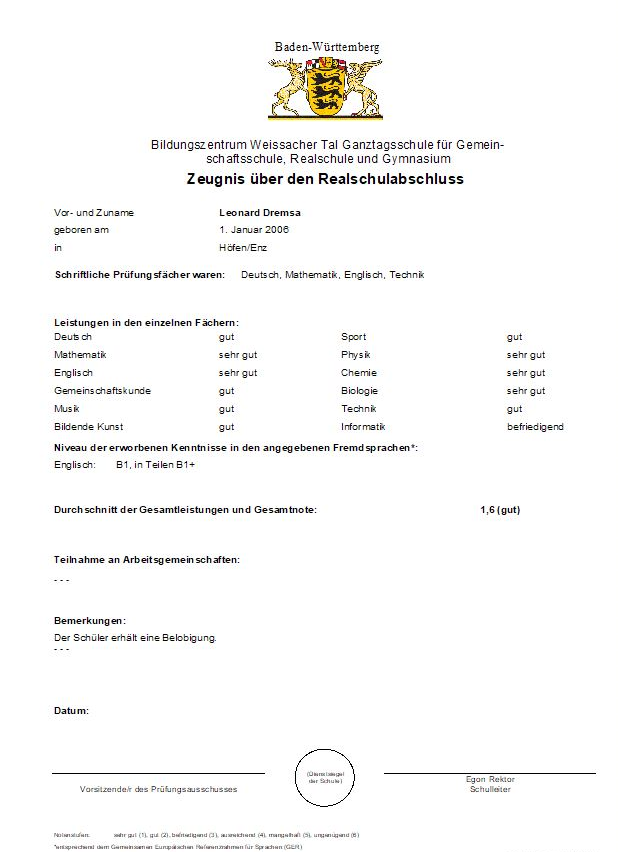 Baden-Württemberg
Bildungszentrum Weissacher Tal Ganztagsschule für Gemein-
schaftsschule, Realschule und Gymnasium
Zeugnis über den Realschulabschluss
Vor- und Zuname Leonard Dremsa
geboren am 1. Januar 2006
in Höfen/Enz
Schriftliche Prüfungsfächer waren: Deutsch, Mathematik, Englisch, Technik
Leistungen in den einzelnen Fächern:
Deutsch gut Sport gut
Mathematik sehr gut Physik sehr gut
Englisch sehr gut Chemie sehr gut
Gemeinschaftskunde gut Biologie sehr gut
Musik gut Technik gut
Bildende Kunst gut Informatik befriedigend
Niveau der erworbenen Kenntnisse in den angegebenen Fremdsprachen*:
Englisch: B1, in Teilen B1+
Durchschnitt der Gesamtleistungen und Gesamtnote: 1,6 (gut)
Teilnahme an Arbeitsgemeinschaften:
- - -
Bemerkungen:
Der Schüler erhält eine Belobigung.
- - -
Datum:
(Dienstsiegel
der Schule)
Egon Rektor
Vorsitzende/r des Prüfungsausschusses Schulleiter
Notenstufen: sehr gut (1), gut (2), befriedigend (3), ausreichend (4), mangelhaft (5), ungenügend (6)
*entsprechend dem Gemeinsamen Europäischen Referenzrahmen für Sprachen (GER)